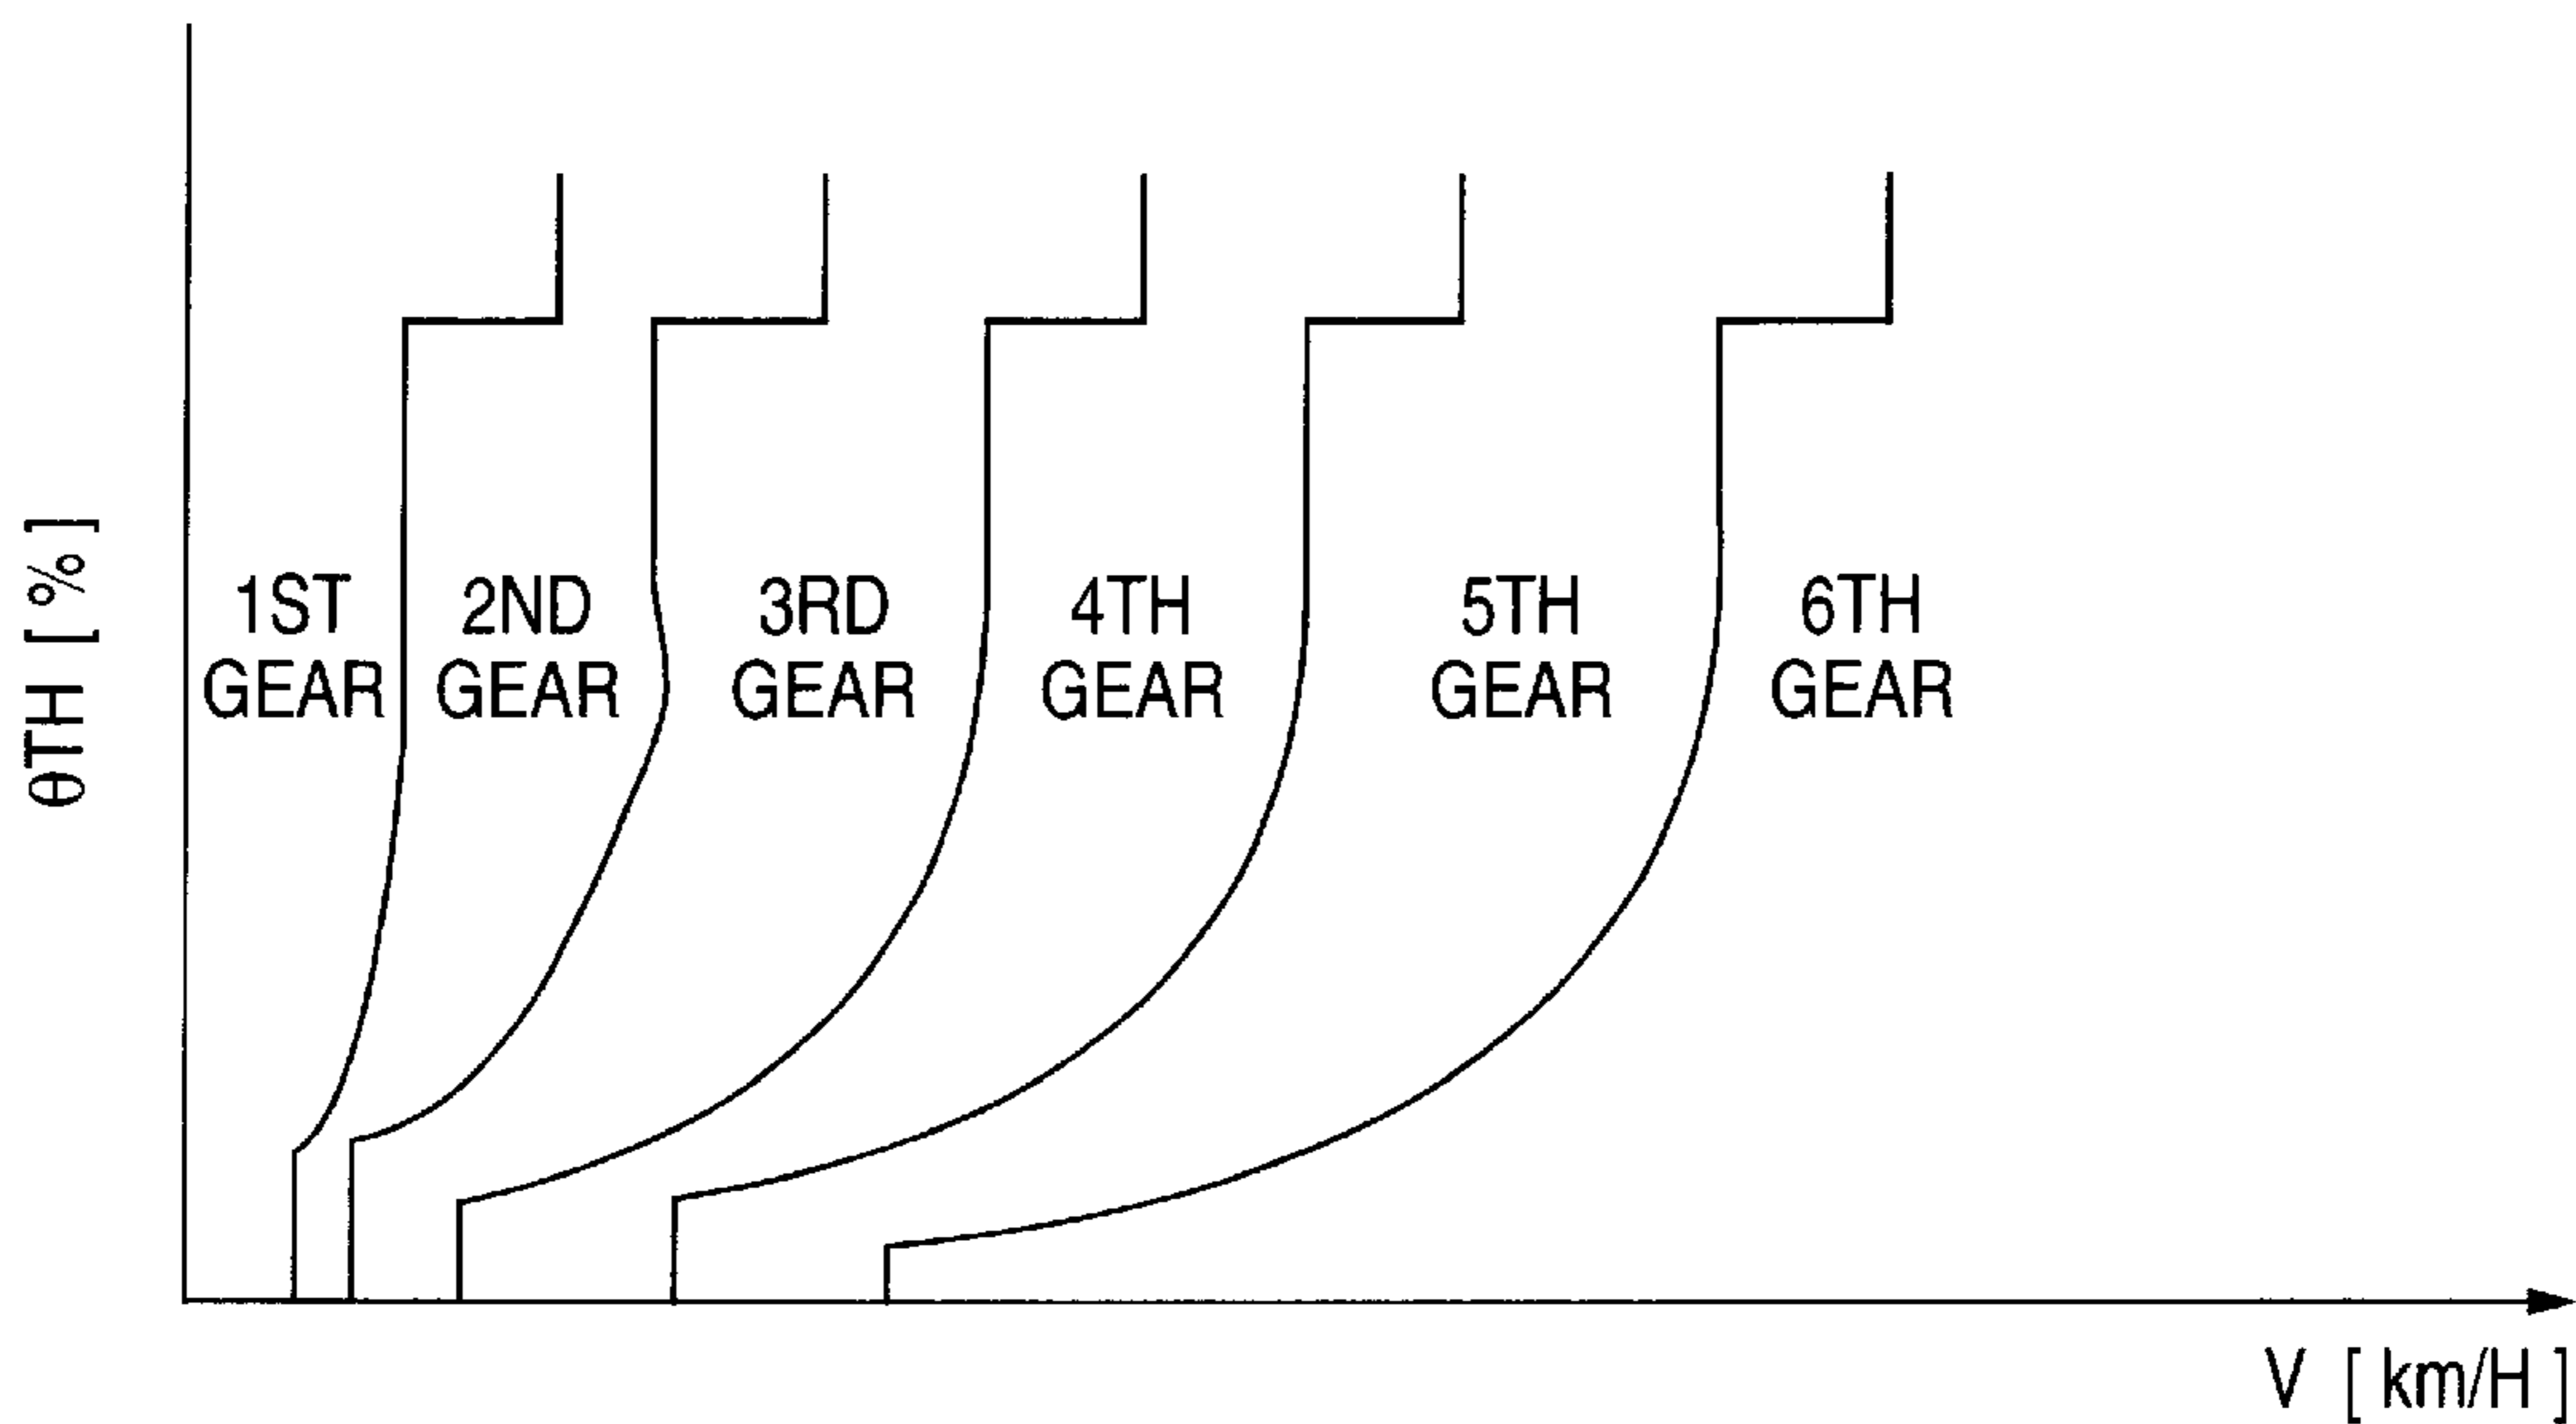 θTH [ % ]
1ST
GEAR
2ND
GEAR
3RD
GEAR
4TH
GEAR
5TH
GEAR
6TH
GEAR
V [ km/H ]